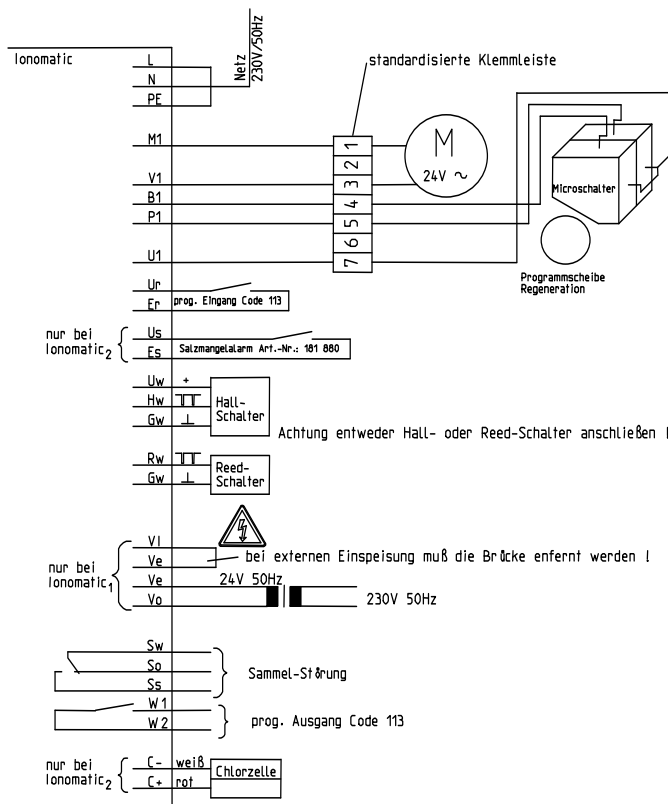 Ionomatic
L
N
PE
Netz
230V/50Hz
standardisierte Klemmleiste
M1
V1
B1
P1
U1
1
2
3
4
5
6
7
M
24V ~
Microschalter
Programmscheibe
Regeneration
Ur
Er
prog. Eingang Code 113
nur bei
Ionomatic2
Us
Es
Salzmangelalarm Art.-Nr.: 181 880
Uw +
Hw
Gw
Hall-
Schalter
Achtung entweder Hall- oder Reed-Schalter anschließen !
Rw
Gw
Reed-
Schalter
nur bei
Ionomatic1
Vl
Ve
Ve
Vo
bei externen Einspeisung muß die Brücke enfernt werden !
24V 50Hz
230V 50Hz
Sw
So
Ss
Sammel-Störung
W1
W2
prog. Ausgang Code 113
nur bei
Ionomatic2
C- weiß
C+ rot
Chlorzelle